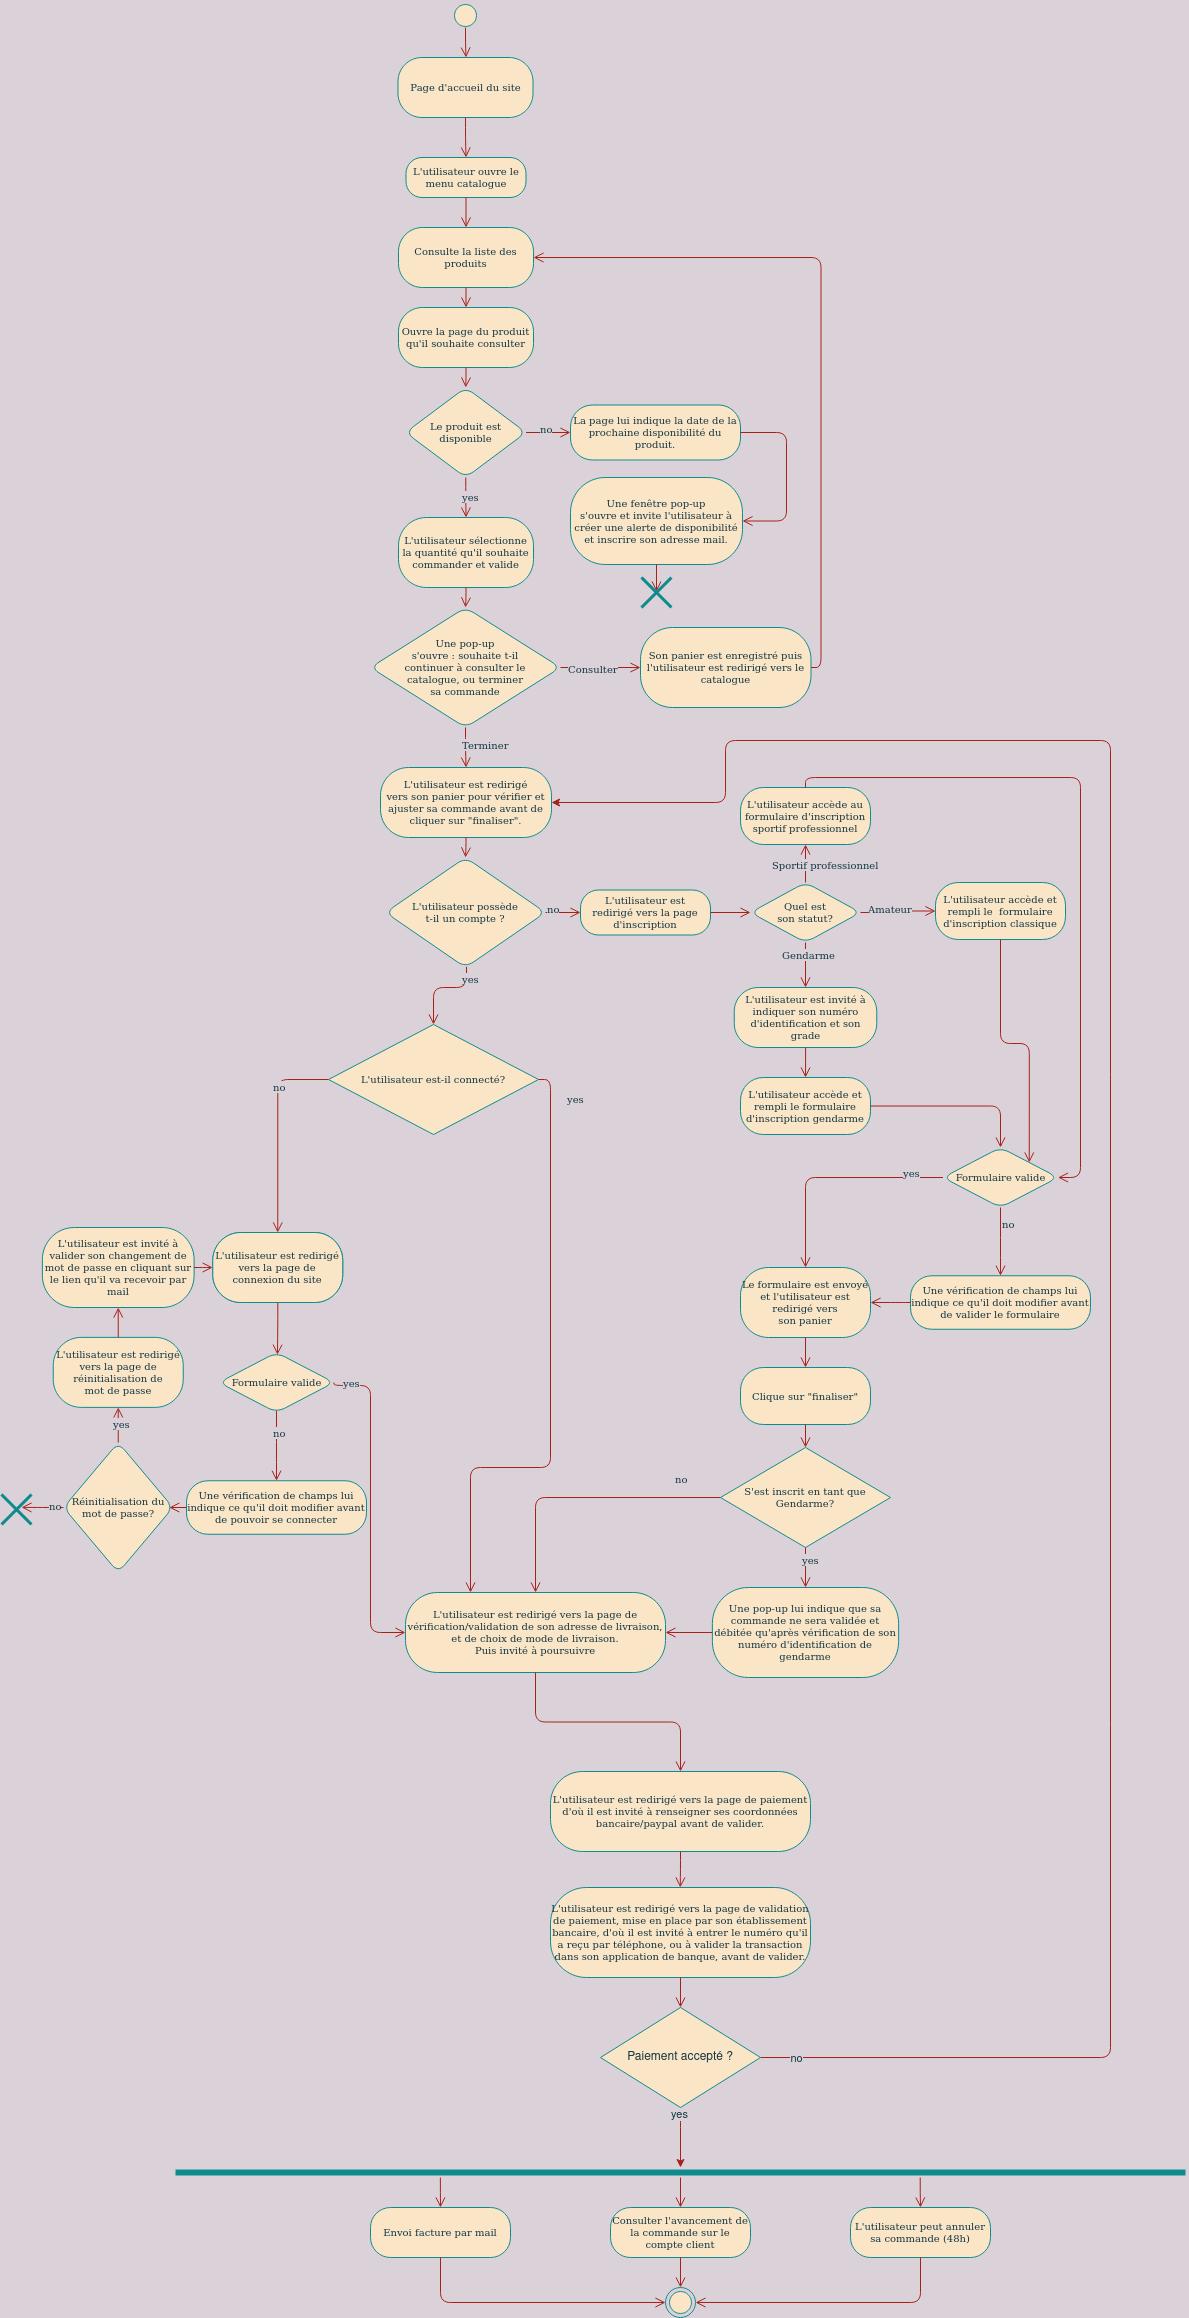 Page d'accueil du site
L'utilisateur ouvre le
menu catalogue
Consulte la liste des
produits
Ouvre la page du produit
qu'il souhaite consulter
Le produit est
disponible
no
La page lui indique la date de la
prochaine disponibilité du
produit.
yes
Une fenêtre pop-up
s'ouvre et invite l'utilisateur à
créer une alerte de disponibilité
et inscrire son adresse mail.
L'utilisateur sélectionne
la quantité qu'il souhaite
commander et valide
Une pop-up
s'ouvre : souhaite t-il
continuer à consulter le
catalogue, ou terminer
sa commande
Consulter
Son panier est enregistré puis
l'utilisateur est redirigé vers le
catalogue
Terminer
L'utilisateur est redirigé
vers son panier pour vérifier et
ajuster sa commande avant de
cliquer sur "finaliser".
L'utilisateur accède au
formulaire d'inscription
sportif professionnel
Sportif professionnel
L'utilisateur possède
t-il un compte ?
no
L'utilisateur est
redirigé vers la page
d'inscription
Quel est
son statut?
Amateur
L'utilisateur accède et
rempli le  formulaire
d'inscription classique
Gendarme
yes
L'utilisateur est invité à
indiquer son numéro
d'identification et son
grade
L'utilisateur est-il connecté?
no
yes
L'utilisateur accède et
rempli le formulaire
d'inscription gendarme
Formulaire valide
yes
no
L'utilisateur est invité à
valider son changement de
mot de passe en cliquant sur
le lien qu'il va recevoir par
mail
L'utilisateur est redirigé
vers la page de
connexion du site
Le formulaire est envoyé
et l'utilisateur est
redirigé vers
son panier
Une vérification de champs lui
indique ce qu'il doit modifier avant
de valider le formulaire
L'utilisateur est redirigé
vers la page de
réinitialisation de
mot de passe
Formulaire valide
yes
Clique sur "finaliser"
yes
no
no
Réinitialisation du
mot de passe?
no
Une vérification de champs lui
indique ce qu'il doit modifier avant
de pouvoir se connecter
S'est inscrit en tant que
Gendarme?
yes
L'utilisateur est redirigé vers la page de
vérification/validation de son adresse de livraison,
et de choix de mode de livraison.
Puis invité à poursuivre
Une pop-up lui indique que sa
commande ne sera validée et
débitée qu'après vérification de son
numéro d'identification de
gendarme
L'utilisateur est redirigé vers la page de paiement
d'où il est invité à renseigner ses coordonnées
bancaire/paypal avant de valider.
L'utilisateur est redirigé vers la page de validation
de paiement, mise en place par son établissement
bancaire, d'où il est invité à entrer le numéro qu'il
a reçu par téléphone, ou à valider la transaction
dans son application de banque, avant de valider.
Paiement accepté ?
no
yes
Envoi facture par mail
Consulter l'avancement de
la commande sur le
compte client
L'utilisateur peut annuler
sa commande (48h)